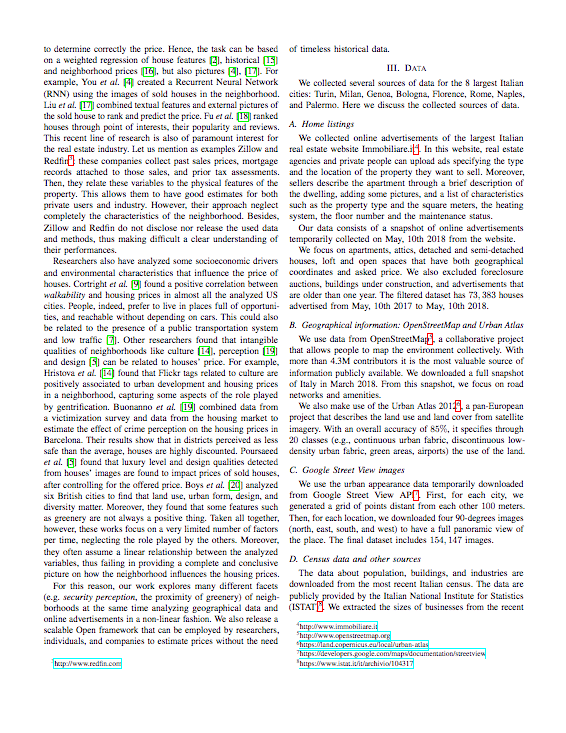 to determine correctly the price. Hence, the task can be based
on a weighted regression of house features [2], historical [15]
and neighborhood prices [16], but also pictures [4], [17]. For
example, You et al. [4] created a Recurrent Neural Network
(RNN) using the images of sold houses in the neighborhood.
Liu et al. [17] combined textual features and external pictures of
the sold house to rank and predict the price. Fu et al. [18] ranked
houses through point of interests, their popularity and reviews.
This recent line of research is also of paramount interest for
the real estate industry. Let us mention as examples Zillow and
Redfin³: these companies collect past sales prices, mortgage
records attached to those sales, and prior tax assessments.
Then, they relate these variables to the physical features of the
property. This allows them to have good estimates for both
private users and industry. However, their approach neglect
completely the characteristics of the neighborhood. Besides,
Zillow and Redfin do not disclose nor release the used data
and methods, thus making difficult a clear understanding of
their performances.
Researchers also have analyzed some socioeconomic drivers
and environmental characteristics that influence the price of
houses. Cortright et al. [9] found a positive correlation between
walkability and housing prices in almost all the analyzed US
cities. People, indeed, prefer to live in places full of opportuni-
ties, and reachable without depending on cars. This could also
be related to the presence of a public transportation system
and low traffic [7]. Other researchers found that intangible
qualities of neighborhoods like culture [14], perception [19]
and design [5] can be related to houses' price. For example,
Hristova et al. [14] found that Flickr tags related to culture are
positively associated to urban development and housing prices
in a neighborhood, capturing some aspects of the role played
by gentrification. Buonanno et al. [19] combined data from
a victimization survey and data from the housing market to
estimate the effect of crime perception on the housing prices in
Barcelona. Their results show that in districts perceived as less
safe than the average, houses are highly discounted. Poursaeed
et al. [5] found that luxury level and design qualities detected
from houses' images are found to impact prices of sold houses,
after controlling for the offered price. Boys et al. [20] analyzed
six British cities to find that land use, urban form, design, and
diversity matter. Moreover, they found that some features such
as greenery are not always a positive thing. Taken all together,
however, these works focus on a very limited number of factors
per time, neglecting the role played by the others. Moreover,
they often assume a linear relationship between the analyzed
variables, thus failing in providing a complete and conclusive
picture on how the neighborhood influences the housing prices.
For this reason, our work explores many different facets
(e.g. security perception, the proximity of greenery) of neigh-
borhoods at the same time analyzing geographical data and
online advertisements in a non-linear fashion. We also release a
scalable Open framework that can be employed by researchers,
individuals, and companies to estimate prices without the need
³http://www.redfin.com
of timeless historical data.
III. DATA
We collected several sources of data for the 8 largest Italian
cities: Turin, Milan, Genoa, Bologna, Florence, Rome, Naples,
and Palermo. Here we discuss the collected sources of data.
A. Home listings
We collected online advertisements of the largest Italian
real estate website Immobiliare.it⁴. In this website, real estate
agencies and private people can upload ads specifying the type
and the location of the property they want to sell. Moreover,
sellers describe the apartment through a brief description of
the dwelling, adding some pictures, and a list of characteristics
such as the property type and the square meters, the heating
system, the floor number and the maintenance status.
Our data consists of a snapshot of online advertisements
temporarily collected on May, 10th 2018 from the website.
We focus on apartments, attics, detached and semi-detached
houses, loft and open spaces that have both geographical
coordinates and asked price. We also excluded foreclosure
auctions, buildings under construction, and advertisements that
are older than one year. The filtered dataset has 73,383 houses
advertised from May, 10th 2017 to May, 10th 2018.
B. Geographical information: OpenStreetMap and Urban Atlas
We use data from OpenStreetMap⁵, a collaborative project
that allows people to map the environment collectively. With
more than 4.3M contributors it is the most valuable source of
information publicly available. We downloaded a full snapshot
of Italy in March 2018. From this snapshot, we focus on road
networks and amenities.
We also make use of the Urban Atlas 2012⁶, a pan-European
project that describes the land use and land cover from satellite
imagery. With an overall accuracy of 85%, it specifies through
20 classes (e.g., continuous urban fabric, discontinuous low-
density urban fabric, green areas, airports) the use of the land.
C. Google Street View images
We use the urban appearance data temporarily downloaded
from Google Street View API⁷. First, for each city, we
generated a grid of points distant from each other 100 meters.
Then, for each location, we downloaded four 90-degrees images
(north, east, south, and west) to have a full panoramic view of
the place. The final dataset includes 154,147 images.
D. Census data and other sources
The data about population, buildings, and industries are
downloaded from the most recent Italian census. The data are
publicly provided by the Italian National Institute for Statistics
(ISTAT)⁸. We extracted the sizes of businesses from the recent
⁴http://www.immobiliare.it
⁵https://www.openstreetmap.org
⁶https://land.copernicus.eu/local/urban-atlas
⁷https://developers.google.com/maps/documentation/streetview
⁸https://www.istat.it/it/archivio/104317